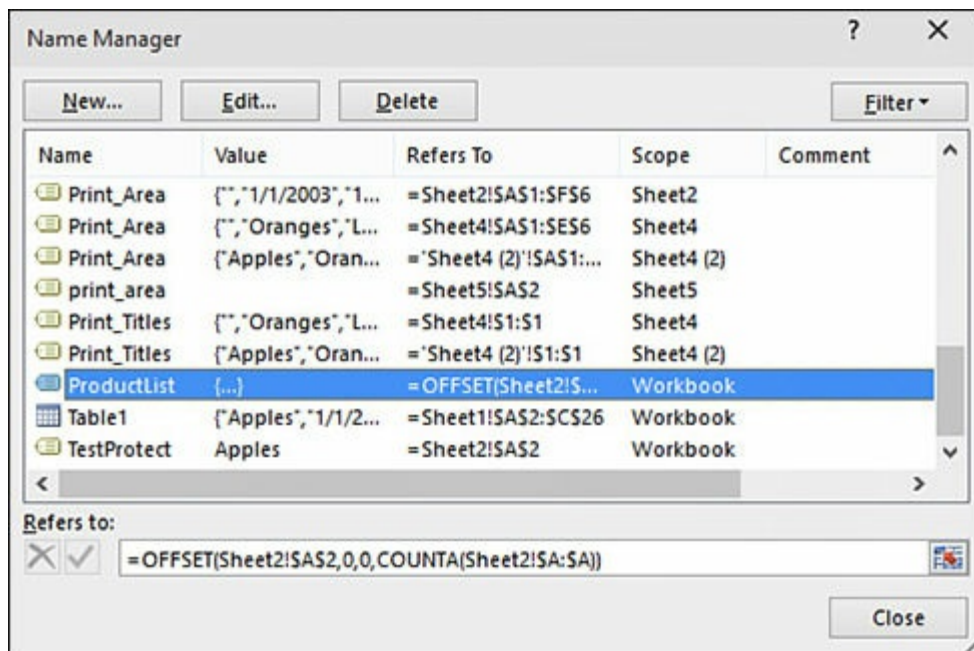 Name Manager ? ×
New... Edit... Delete Filter
Name Value Refers To Scope Comment
Print_Area {"","1/1/2003","1... =Sheet2!$A$1:$F$6 Sheet2
Print_Area {"","Oranges","L... =Sheet4!$A$1:$E$6 Sheet4
Print_Area {"Apples","Oran... ='Sheet4 (2)'!$A$1:... Sheet4 (2)
print_area =Sheet5!$A$2 Sheet5
Print_Titles {"","Oranges","L... =Sheet4!$1:$1 Sheet4
Print_Titles {"Apples","Oran... ='Sheet4 (2)'!$1:$1 Sheet4 (2)
ProductList {...} =OFFSET(Sheet2!$... Workbook
Table1 {"Apples","1/1/2... =Sheet1!$A$2:$C$26 Workbook
TestProtect Apples =Sheet2!$A$2 Workbook
Refers to:
=OFFSET(Sheet2!$A$2,0,0,COUNTA(Sheet2!$A:$A))
Close